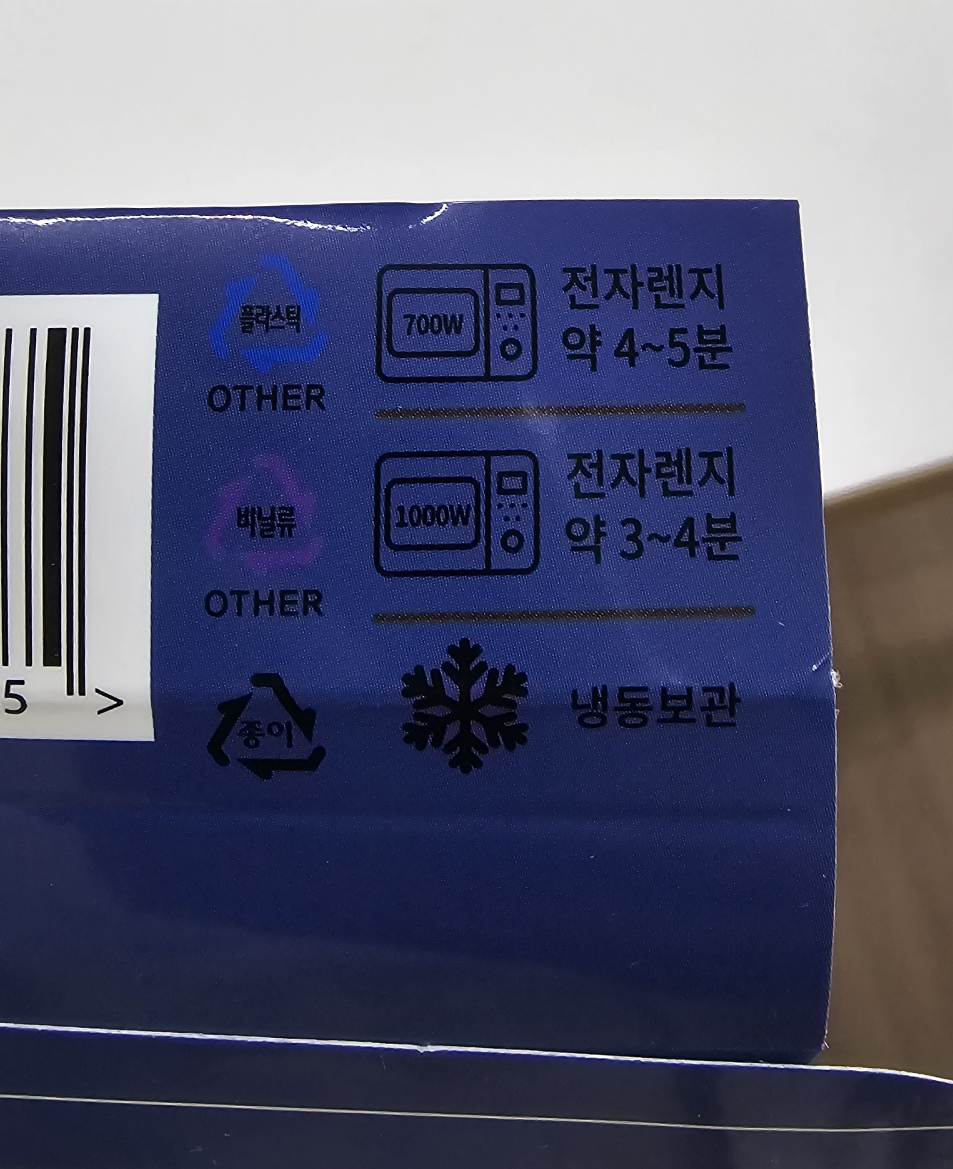 플라스틱
OTHER
700W
전자렌지
약 4~5분
바닐류
OTHER
1000W
전자렌지
약 3~4분
종이
냉동보관
5 >